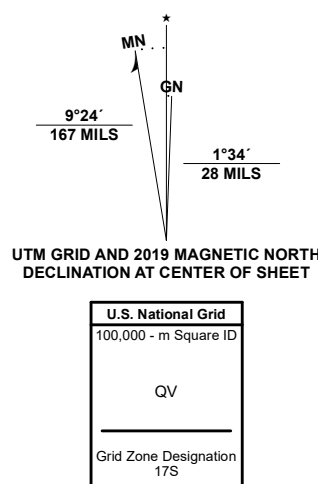 ★
MN
GN
9°24´
167 MILS
1°34´
28 MILS
UTM GRID AND 2019 MAGNETIC NORTH
DECLINATION AT CENTER OF SHEET
U.S. National Grid
100,000 - m Square ID
QV
Grid Zone Designation
17S